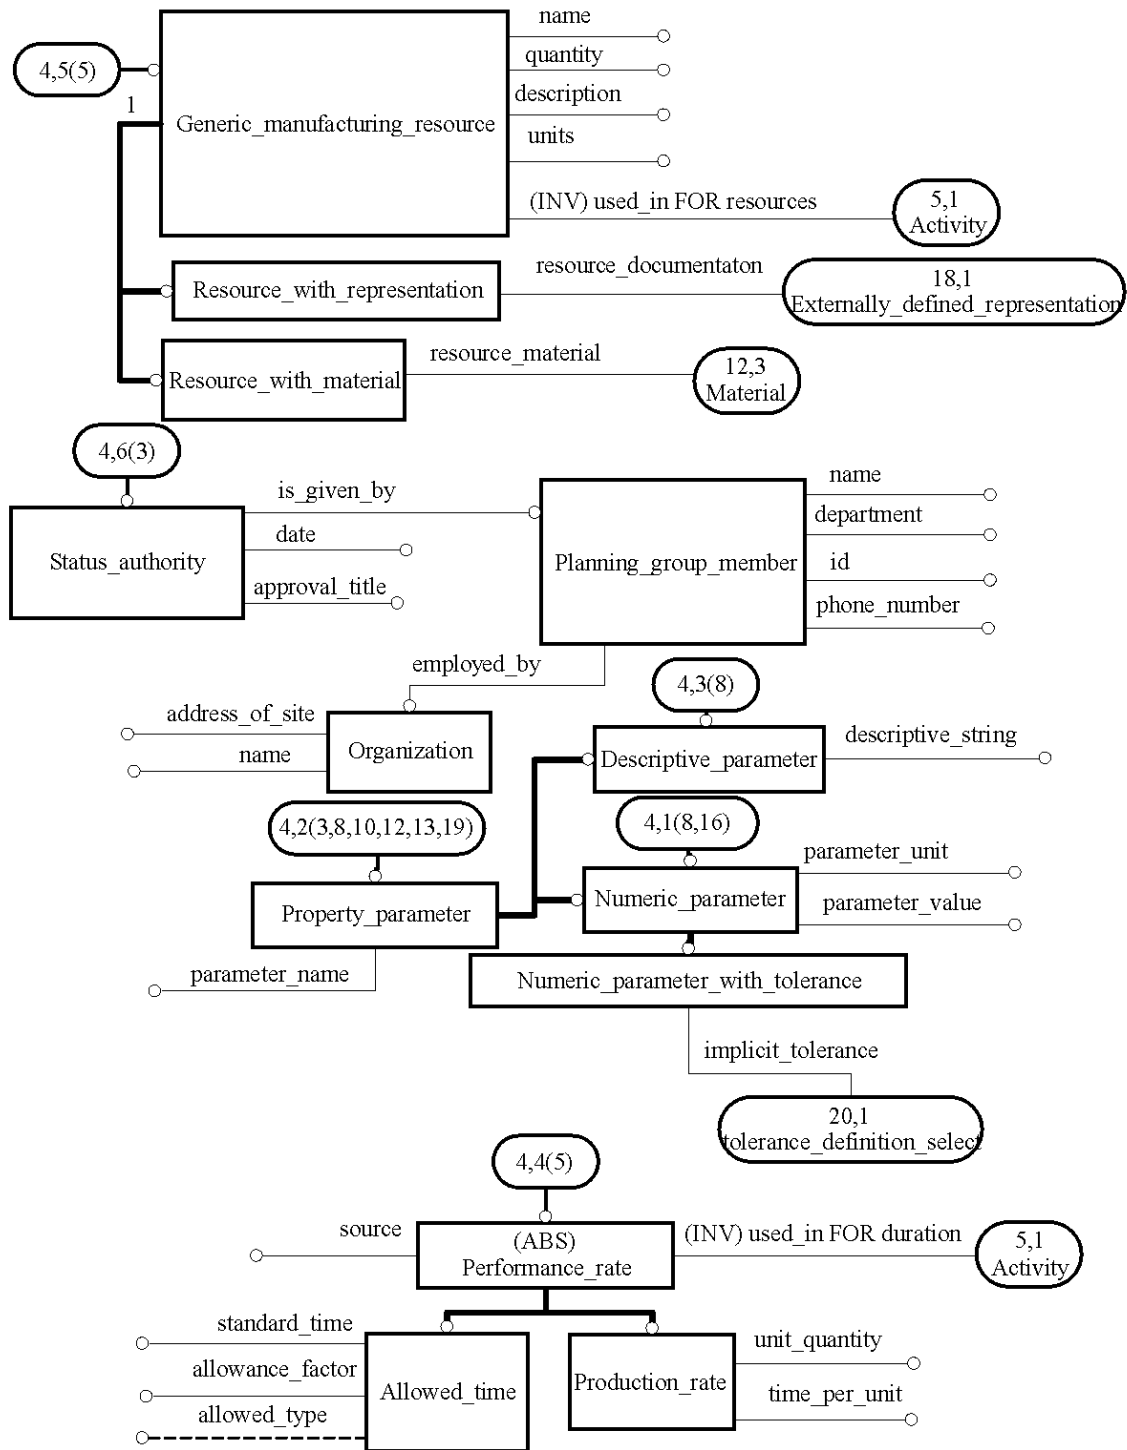 name
4,5(5)
quantity
description
1
Generic_manufacturing_resource
units
(INV) used_in FOR resources
5,1
Activity
resource_documentaton
Resource_with_representation
18,1
Externally_defined_representation
resource_material
Resource_with_material
12,3
Material
4,6(3)
is_given_by
name
date
department
Status_authority
Planning_group_member
id
approval_title
phone_number
employed_by
4,3(8)
address_of_site
name
Organization
descriptive_string
Descriptive_parameter
4,2(3,8,10,12,13,19)
4,1(8,16)
parameter_unit
Property_parameter
Numeric_parameter
parameter_value
parameter_name
Numeric_parameter_with_tolerance
implicit_tolerance
20,1
tolerance_definition_select
4,4(5)
source
(ABS)
Performance_rate
(INV) used_in FOR duration
5,1
Activity
standard_time
allowance_factor
allowed_type
Allowed_time
Production_rate
unit_quantity
time_per_unit